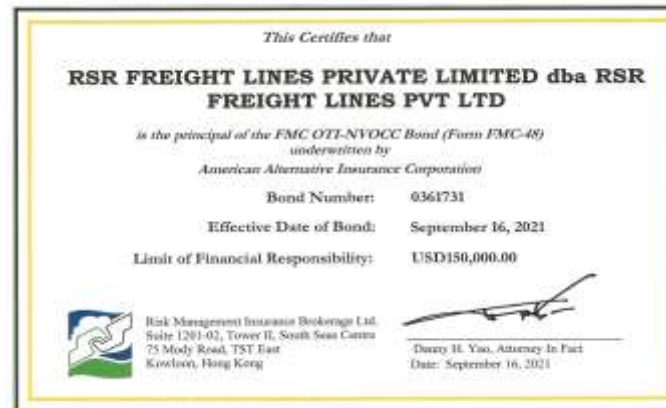 This Certifies that
RSR FREIGHT LINES PRIVATE LIMITED dba RSR
FREIGHT LINES PVT LTD
is the principal of the FMC OTI-NVOCC Bond (Form FMC-48)
underwritten by
American Alternative Insurance Corporation
Bond Number: 0361731
Effective Date of Bond: September 16, 2021
Limit of Financial Responsibility: USD150,000.00
Risk Management Insurance Brokerage Ltd.
Suite 1201-02, Tower II, South Seas Centre
75 Mody Road, TST East
Kowloon, Hong Kong
Danny H. Yao, Attorney In Fact
Date: September 16, 2021